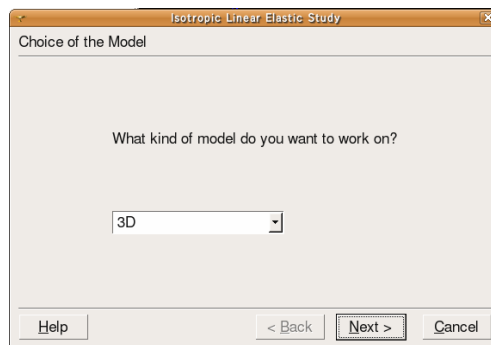 Isotropic Linear Elastic Study
Choice of the Model
What kind of model do you want to work on?
3D
Help
< Back
Next >
Cancel